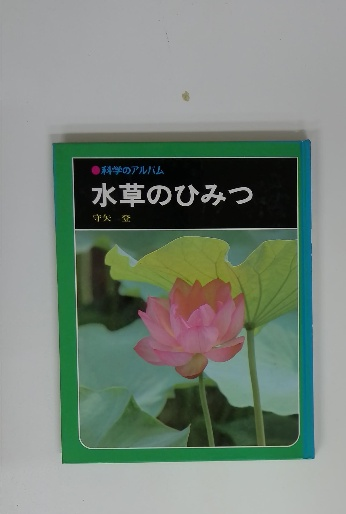 ●科学のアルバム
水草のひみつ
守矢 登